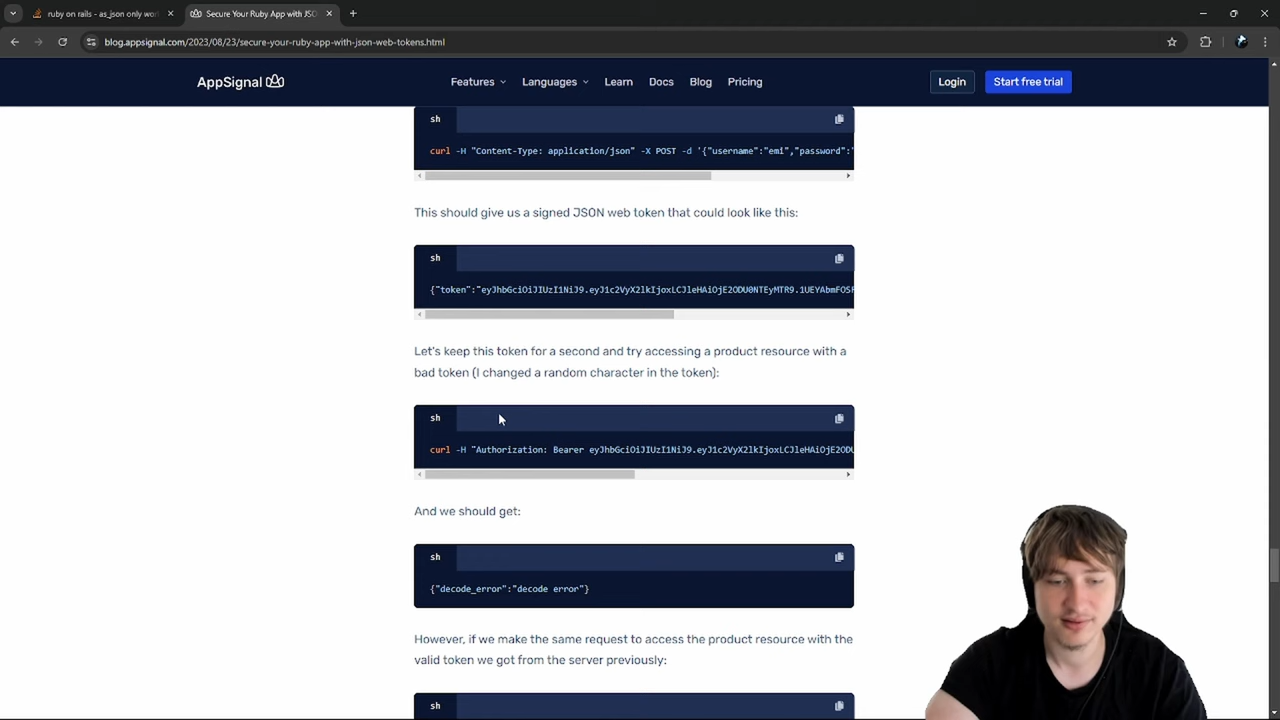 ruby on rails - as_json only wor
Secure Your Ruby App with JSO
blog.appsignal.com/2023/08/23/secure-your-ruby-app-with-json-web-tokens.html
AppSignal
Features
Languages
Learn
Docs
Blog
Pricing
Login
Start free trial
sh
curl -H "Content-Type: application/json" -X POST -d '{"username":"emi","password":"
This should give us a signed JSON web token that could look like this:
sh
{"token":"eyJhbGciOiJIUzI1NiJ9.eyJ1c2VyX2lkIjoxLCJleHAiOjE2ODU0NTEyMTR9.1UEYAbmFOSF
Let's keep this token for a second and try accessing a product resource with a
bad token (I changed a random character in the token):
sh
curl -H "Authorization: Bearer eyJhbGciOiJIUzI1NiJ9.eyJ1c2VyX2lkIjoxLCJleHAiOjE2ODU
And we should get:
sh
{"decode_error":"decode error"}
However, if we make the same request to access the product resource with the
valid token we got from the server previously:
sh